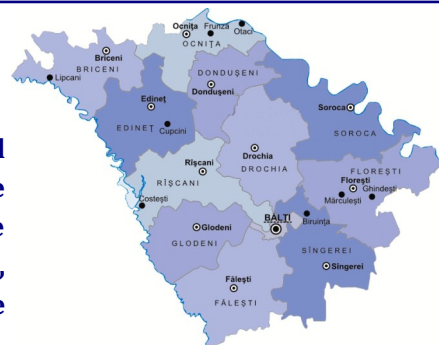 Ocnița
Frunza
Otaci
OCNIȚA
Briceni
BRICENI
Lipcani
DONDUȘENI
Dondușeni
Edineț
EDINEȚ
Cupcini
Soroca
SOROCA
Drochia
DROCHIA
Rîșcani
RÎȘCANI
Costești
FLOREȘTI
Florești
Ghindești
Mărculești
Glodeni
GLODENI
BĂLȚI
Biruința
SÎNGEREI
Sîngerei
Fălești
FĂLEȘTI